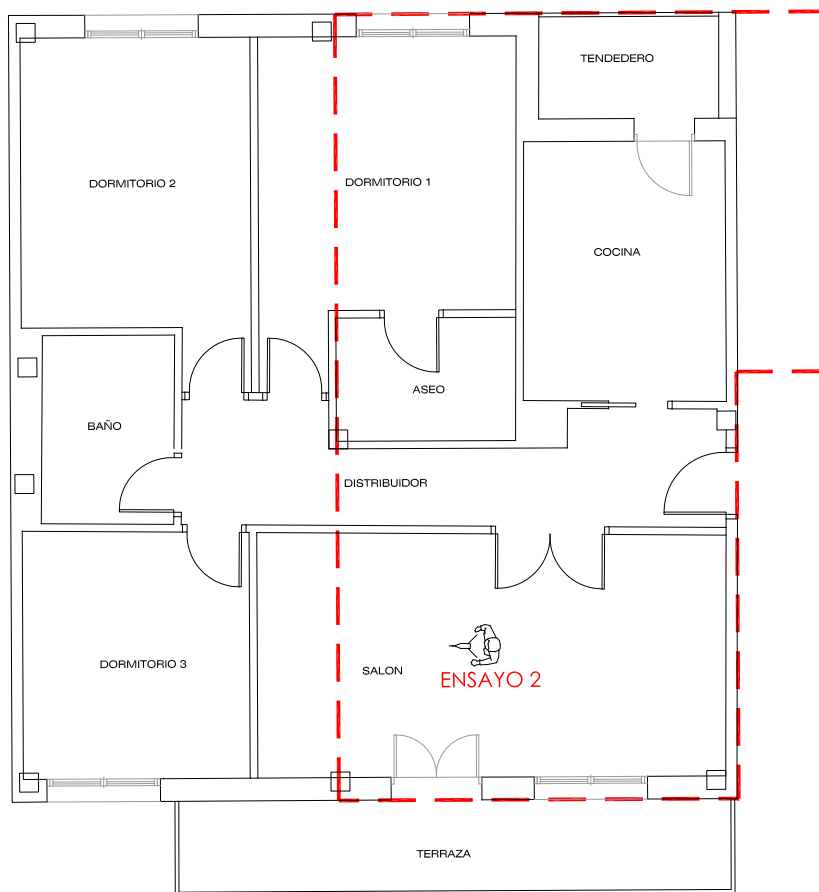 TENDEDERO
DORMITORIO 2
DORMITORIO 1
COCINA
ASEO
BAÑO
DISTRIBUIDOR
DORMITORIO 3
SALON
ENSAYO 2
TERRAZA